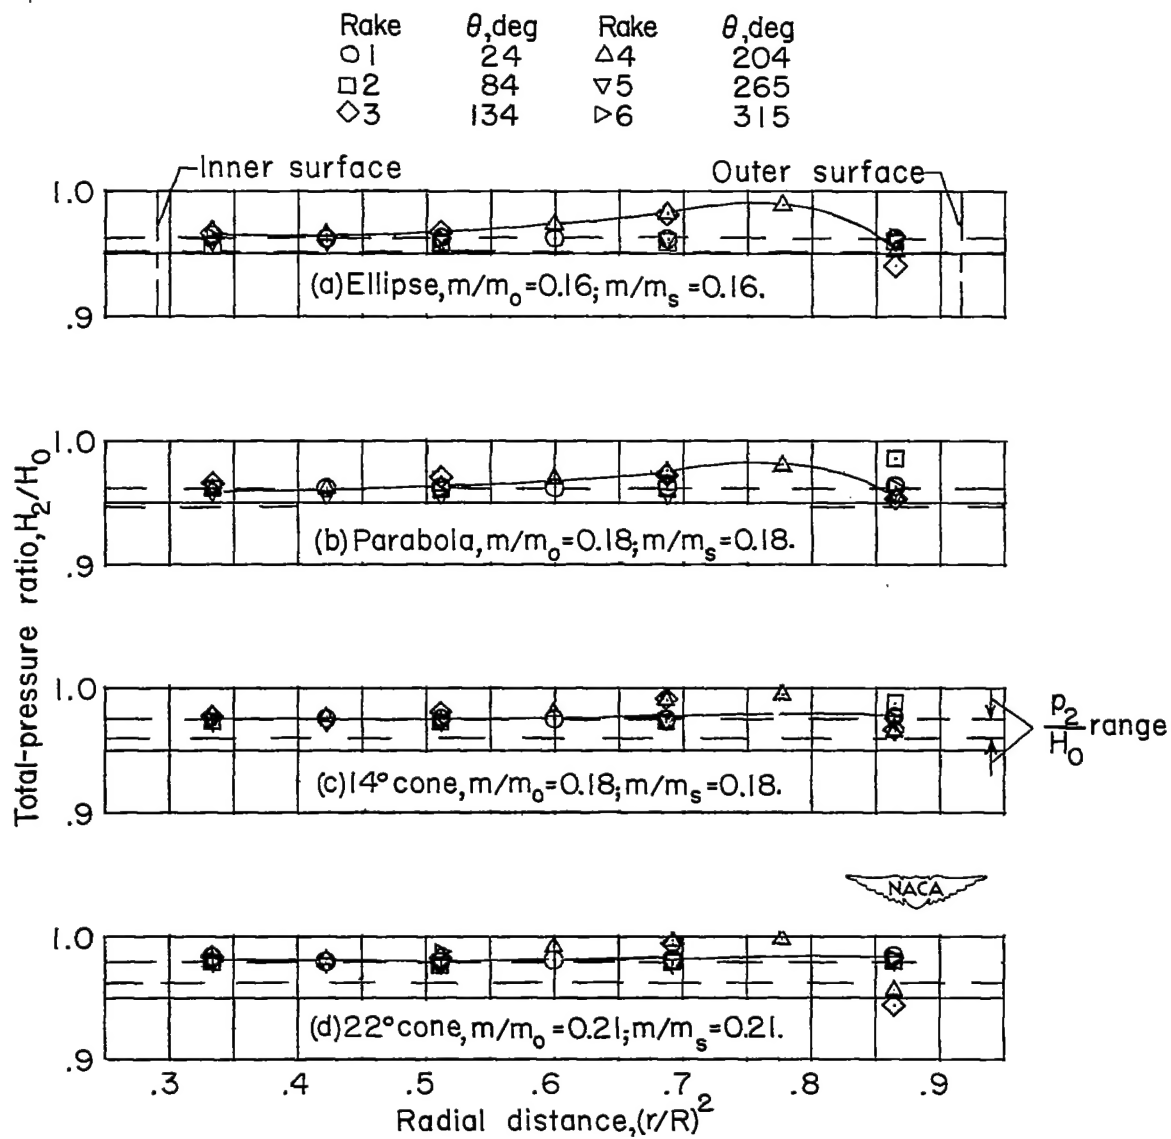 Rake θ,deg Rake θ,deg
1 24 4 204
2 84 5 265
3 134 6 315
Inner surface Outer surface
1.0
(a)Ellipse,m/m₀=0.16;m/mₛ=0.16.
.9
1.0
(b)Parabola,m/m₀=0.18;m/mₛ=0.18.
.9
Total-pressure ratio,H₂/H₀
1.0
p₂/H₀ range
(c)14° cone,m/m₀=0.18;m/mₛ=0.18.
.9
NACA
1.0
(d)22° cone,m/m₀=0.21;m/mₛ=0.21.
.9
.3 .4 .5 .6 .7 .8 .9
Radial distance,(r/R)²